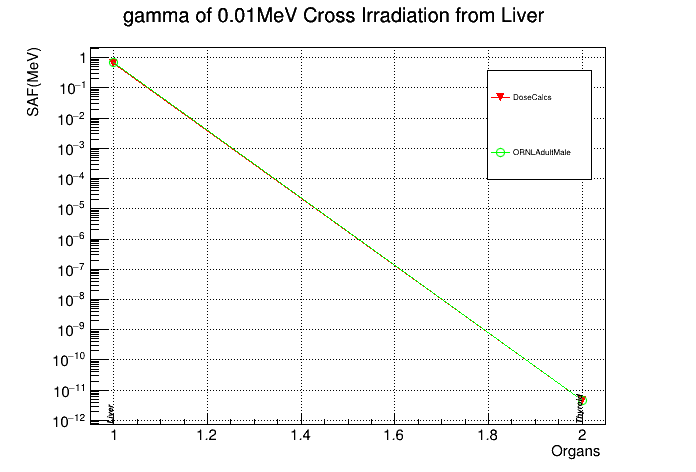 gamma of 0.01MeV Cross Irradiation from Liver
SAF(MeV)
1
10⁻¹
10⁻²
10⁻³
10⁻⁴
10⁻⁵
10⁻⁶
10⁻⁷
10⁻⁸
10⁻⁹
10⁻¹⁰
10⁻¹¹
10⁻¹²
DoseCalcs
ORNLAdultMale
Liver
Thyroid
1 1.2 1.4 1.6 1.8 2
Organs